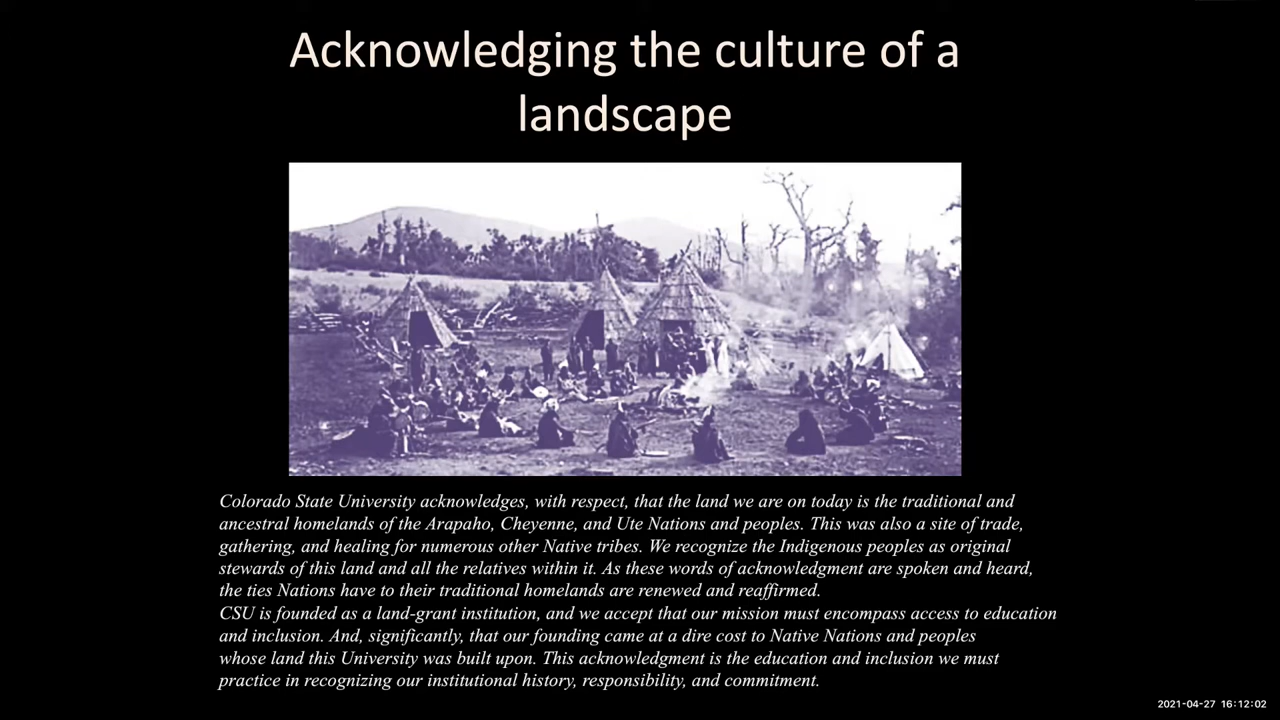 Acknowledging the culture of a
landscape
Colorado State University acknowledges, with respect, that the land we are on today is the traditional and
ancestral homelands of the Arapaho, Cheyenne, and Ute Nations and peoples. This was also a site of trade,
gathering, and healing for numerous other Native tribes. We recognize the Indigenous peoples as original
stewards of this land and all the relatives within it. As these words of acknowledgment are spoken and heard,
the ties Nations have to their traditional homelands are renewed and reaffirmed.
CSU is founded as a land-grant institution, and we accept that our mission must encompass access to education
and inclusion. And, significantly, that our founding came at a dire cost to Native Nations and peoples
whose land this University was built upon. This acknowledgment is the education and inclusion we must
practice in recognizing our institutional history, responsibility, and commitment.
2021-04-27 16:12:02